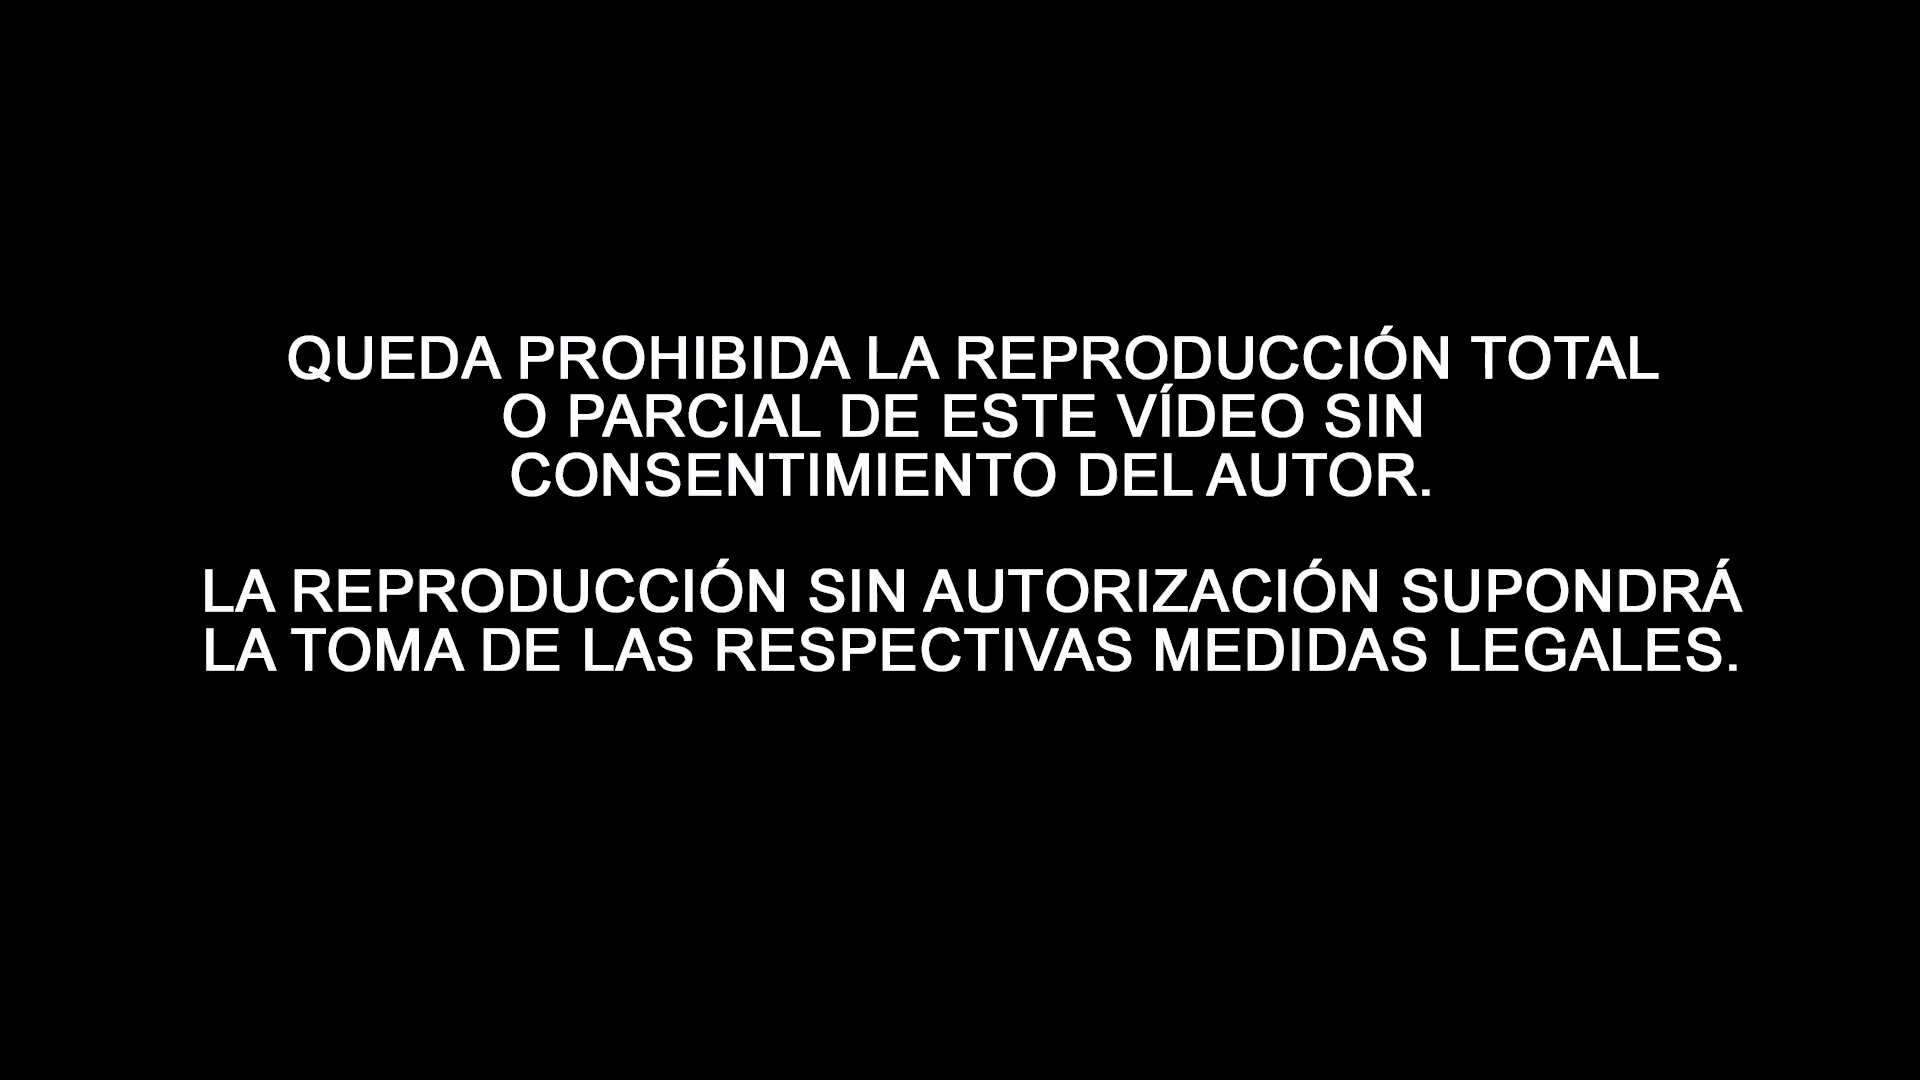 QUEDA PROHIBIDA LA REPRODUCCIÓN TOTAL
O PARCIAL DE ESTE VÍDEO SIN
CONSENTIMIENTO DEL AUTOR.
LA REPRODUCCIÓN SIN AUTORIZACIÓN SUPONDRÁ
LA TOMA DE LAS RESPECTIVAS MEDIDAS LEGALES.